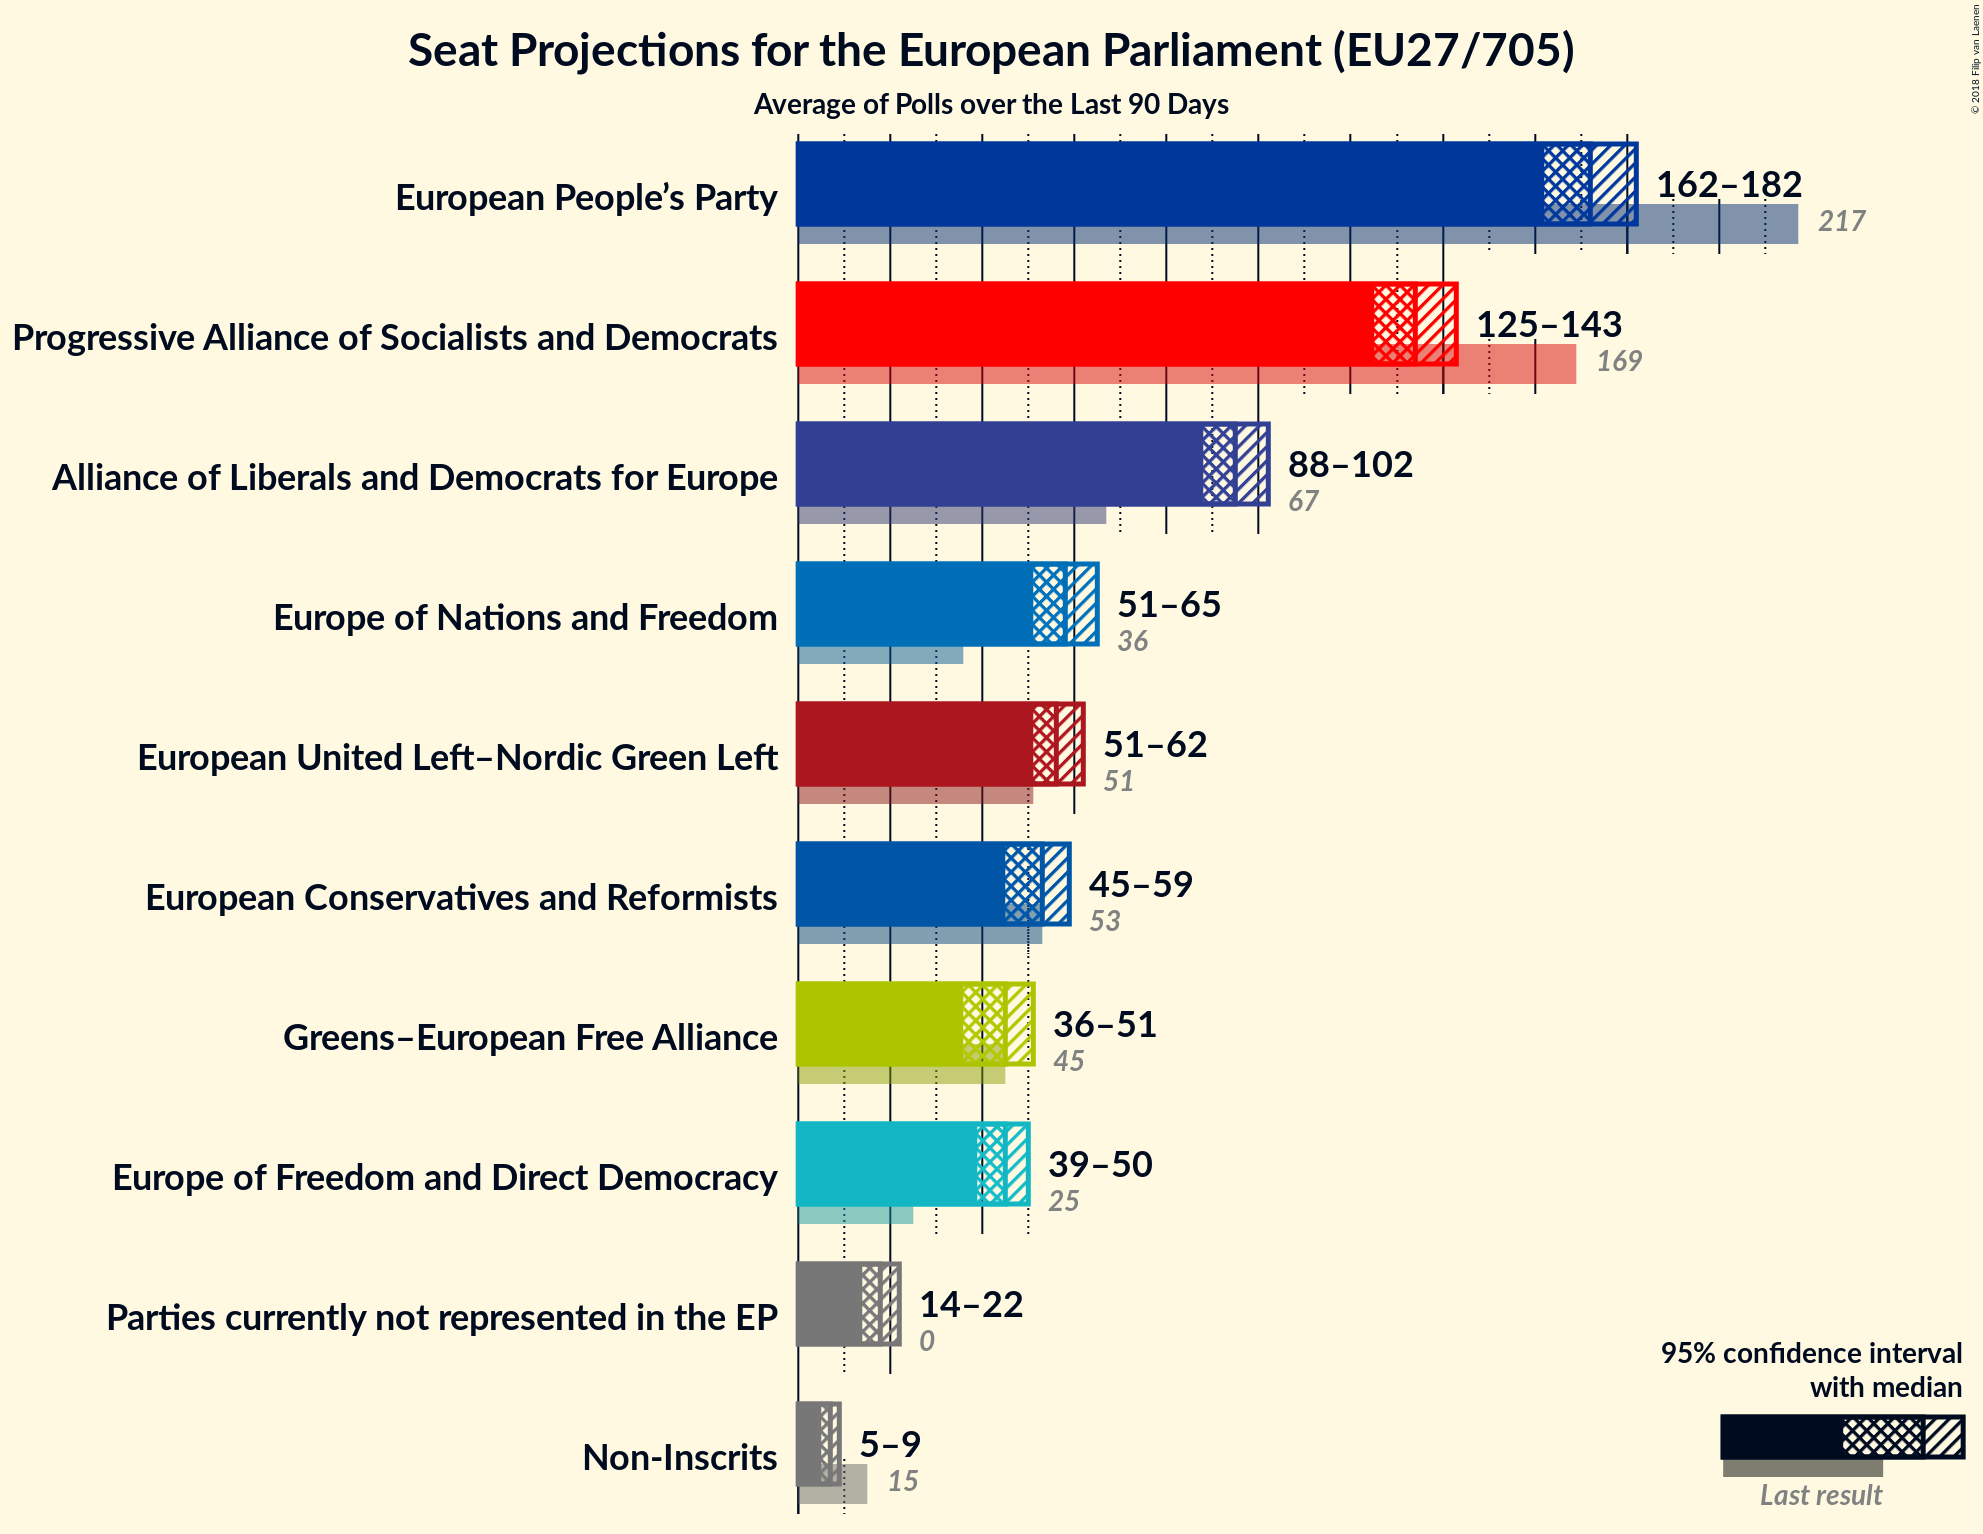 Seat Projections for the European Parliament (EU27/705)
Average of Polls over the Last 90 Days
© 2018 Filip van Laenen
European People’s Party
162–182
217
Progressive Alliance of Socialists and Democrats
125–143
169
Alliance of Liberals and Democrats for Europe
88–102
67
Europe of Nations and Freedom
51–65
36
European United Left–Nordic Green Left
51–62
51
European Conservatives and Reformists
45–59
53
Greens–European Free Alliance
36–51
45
Europe of Freedom and Direct Democracy
39–50
25
Parties currently not represented in the EP
14–22
0
Non-Inscrits
5–9
15
95% confidence interval
with median
Last result